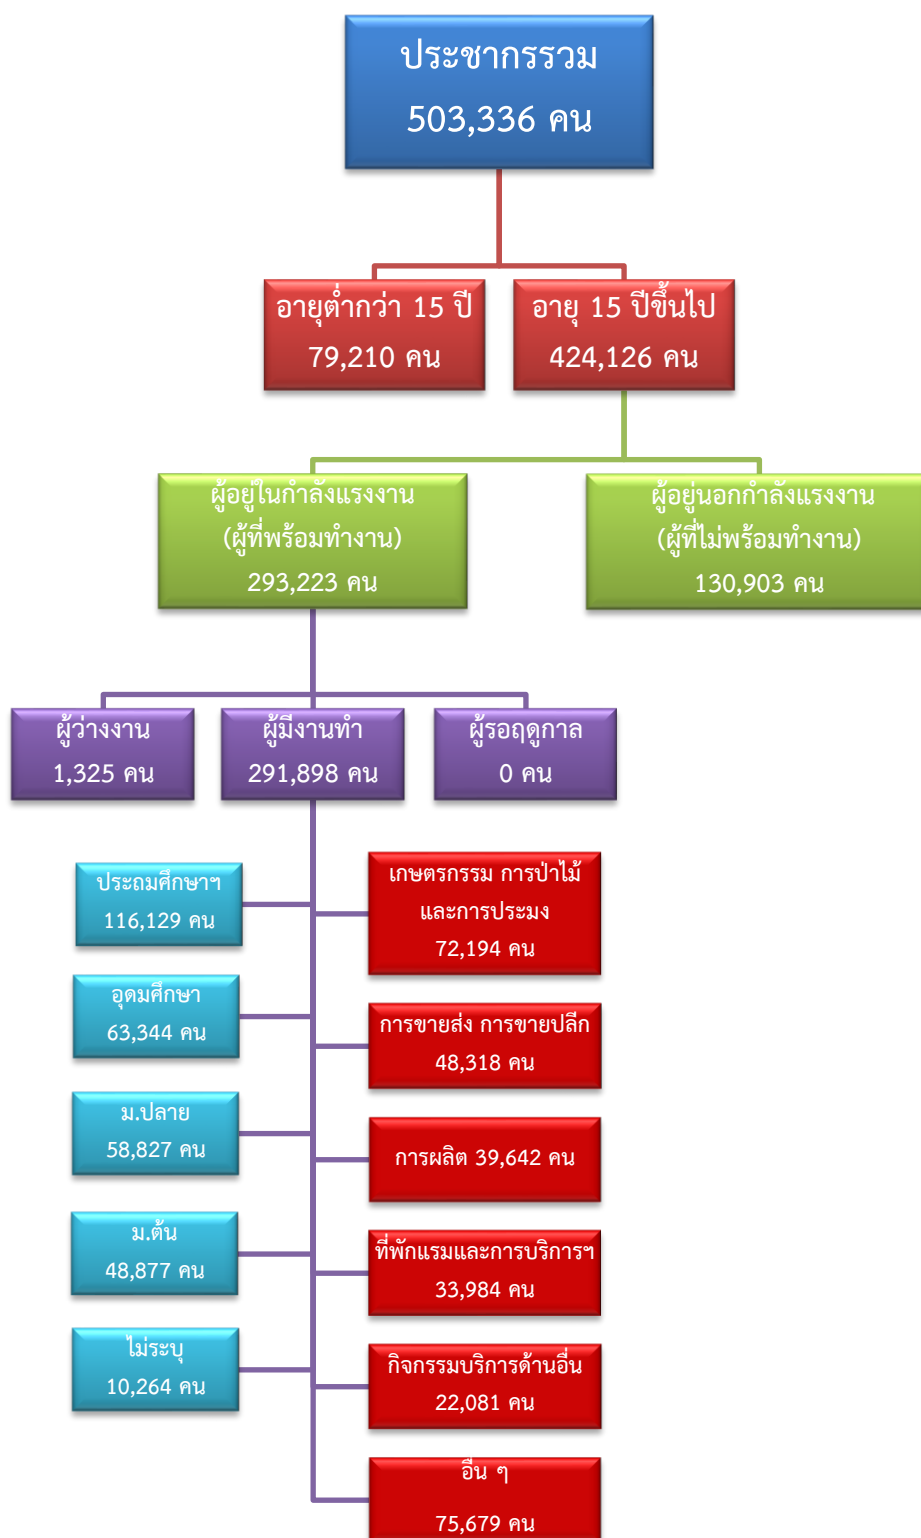 ประชากรรวม
503,336 คน
อายุต่ำกว่า 15 ปี
79,210 คน
อายุ 15 ปีขึ้นไป
424,126 คน
ผู้อยู่ในกำลังแรงงาน
(ผู้ที่พร้อมทำงาน)
293,223 คน
ผู้อยู่นอกกำลังแรงงาน
(ผู้ที่ไม่พร้อมทำงาน)
130,903 คน
ผู้ว่างงาน
1,325 คน
ผู้มีงานทำ
291,898 คน
ผู้รอฤดูกาล
0 คน
ประถมศึกษาฯ
116,129 คน
อุดมศึกษา
63,344 คน
ม.ปลาย
58,827 คน
ม.ต้น
48,877 คน
ไม่ระบุ
10,264 คน
เกษตรกรรม การป่าไม้
และการประมง
72,194 คน
การขายส่ง การขายปลีก
48,318 คน
การผลิต 39,642 คน
ที่พักแรมและการบริการฯ
33,984 คน
กิจกรรมบริการด้านอื่น
22,081 คน
อื่น ๆ
75,679 คน